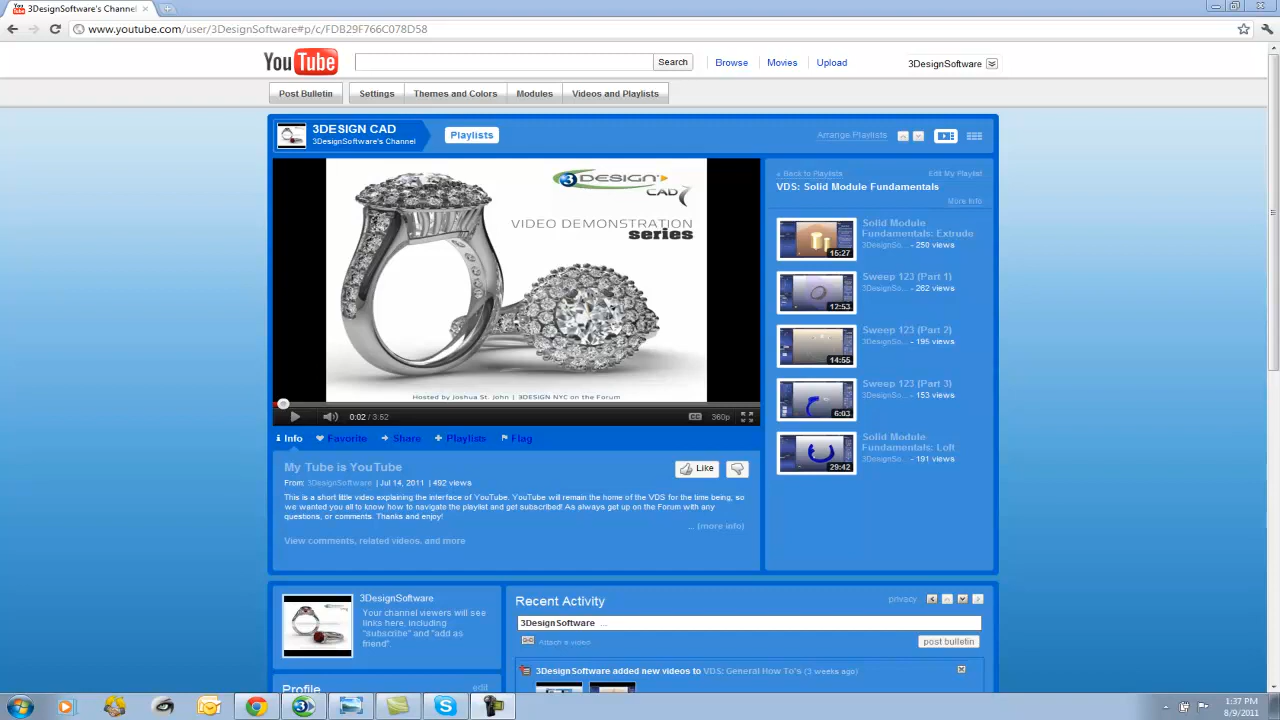 3DesignSoftware's Channel
www.youtube.com/user/3DesignSoftware#p/c/FDB29F766C078D58
YouTube
Search
Browse
Movies
Upload
3DesignSoftware
Post Bulletin
Settings
Themes and Colors
Modules
Videos and Playlists
3DESIGN CAD
3DesignSoftware's Channel
Playlists
Arrange Playlists
3DESIGN
CAD 7
VIDEO DEMONSTRATION
series
Hosted by Joshua St. John | 3DESIGN NYC on the Forum
0:02 / 3:52
CC
360p
« Back to Playlists
Edit My Playlist
VDS: Solid Module Fundamentals
More Info
Solid Module
Fundamentals: Extrude
3DesignSo... - 250 views
15:27
Sweep 123 (Part 1)
3DesignSo... - 262 views
12:53
Sweep 123 (Part 2)
3DesignSo... - 195 views
14:55
Sweep 123 (Part 3)
3DesignSo... - 153 views
6:03
Solid Module
Fundamentals: Loft
3DesignSo... - 191 views
29:42
Info
Favorite
Share
Playlists
Flag
My Tube is YouTube
Like
From: 3DesignSoftware | Jul 14, 2011 | 492 views
This is a short little video explaining the interface of YouTube. YouTube will remain the home of the VDS for the time being, so
we wanted you all to know how to navigate the playlist and get subscribed! As always get up on the Forum with any
questions, or comments. Thanks and enjoy!
... (more info)
View comments, related videos, and more
3DesignSoftware
Your channel viewers will see
links here, including
"subscribe" and "add as
friend".
Profile
edit
Recent Activity
privacy
3DesignSoftware ...
Attach a video
post bulletin
3DesignSoftware added new videos to VDS: General How To's (3 weeks ago)
1:37 PM
8/9/2011